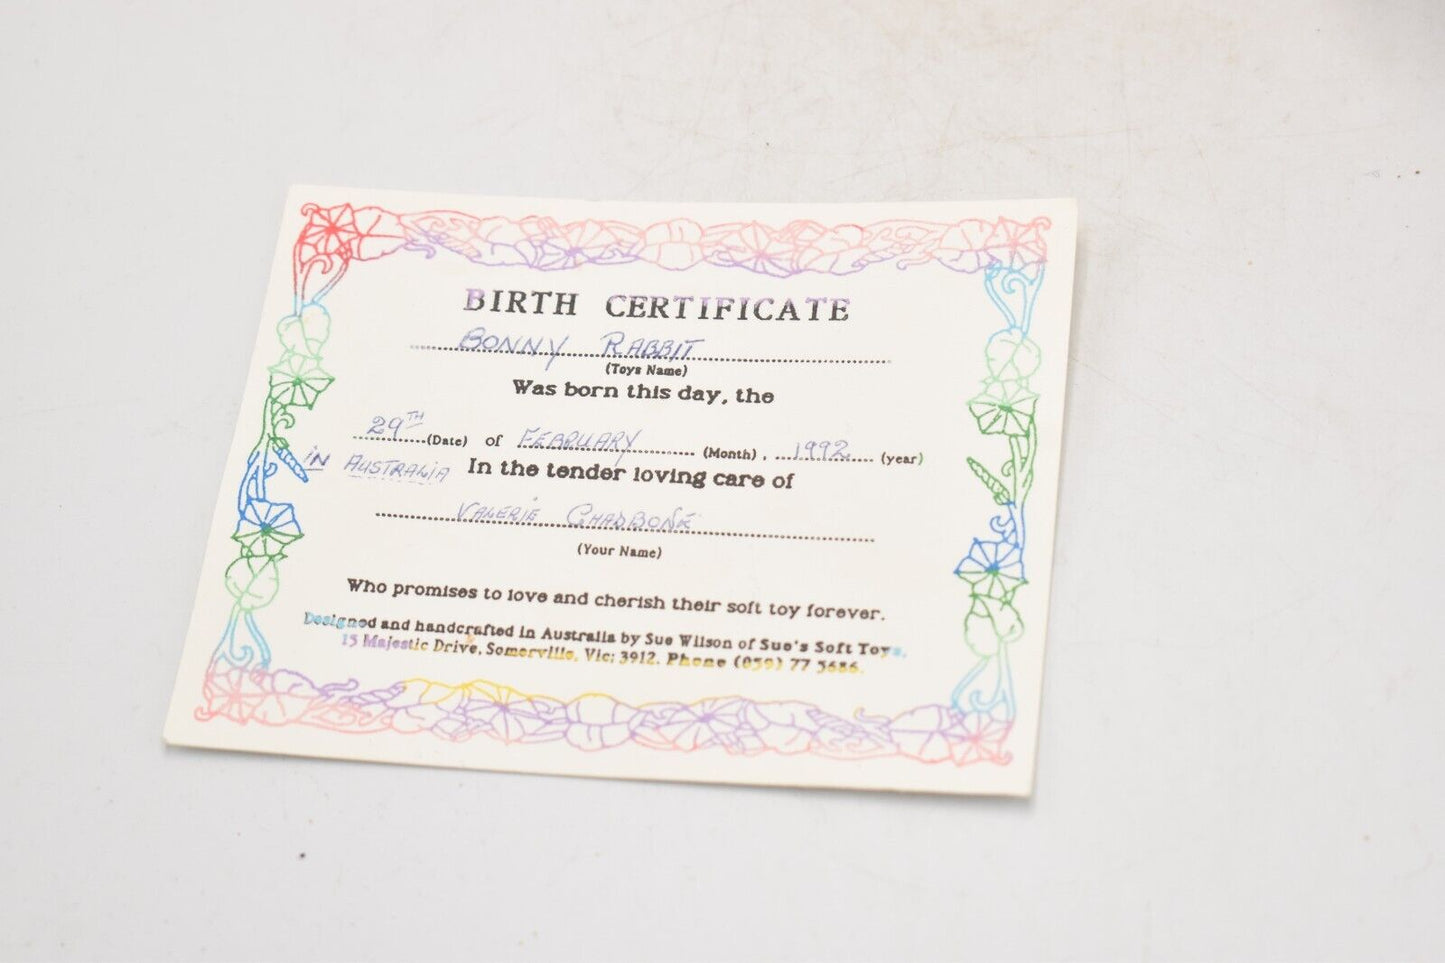 BIRTH CERTIFICATE
BONNY RABBIT
(Toys Name)
Was born this day, the
29TH (Date) of FEBRUARY (Month), 1992 (year)
in AUSTRALIA In the tender loving care of
VALERIE CHADBONE
(Your Name)
Who promises to love and cherish their soft toy forever.
Designed and handcrafted in Australia by Sue Wilson of Sue's Soft Toys,
15 Majestic Drive, Somerville, Vic; 3912. Phone (059) 77 5686.